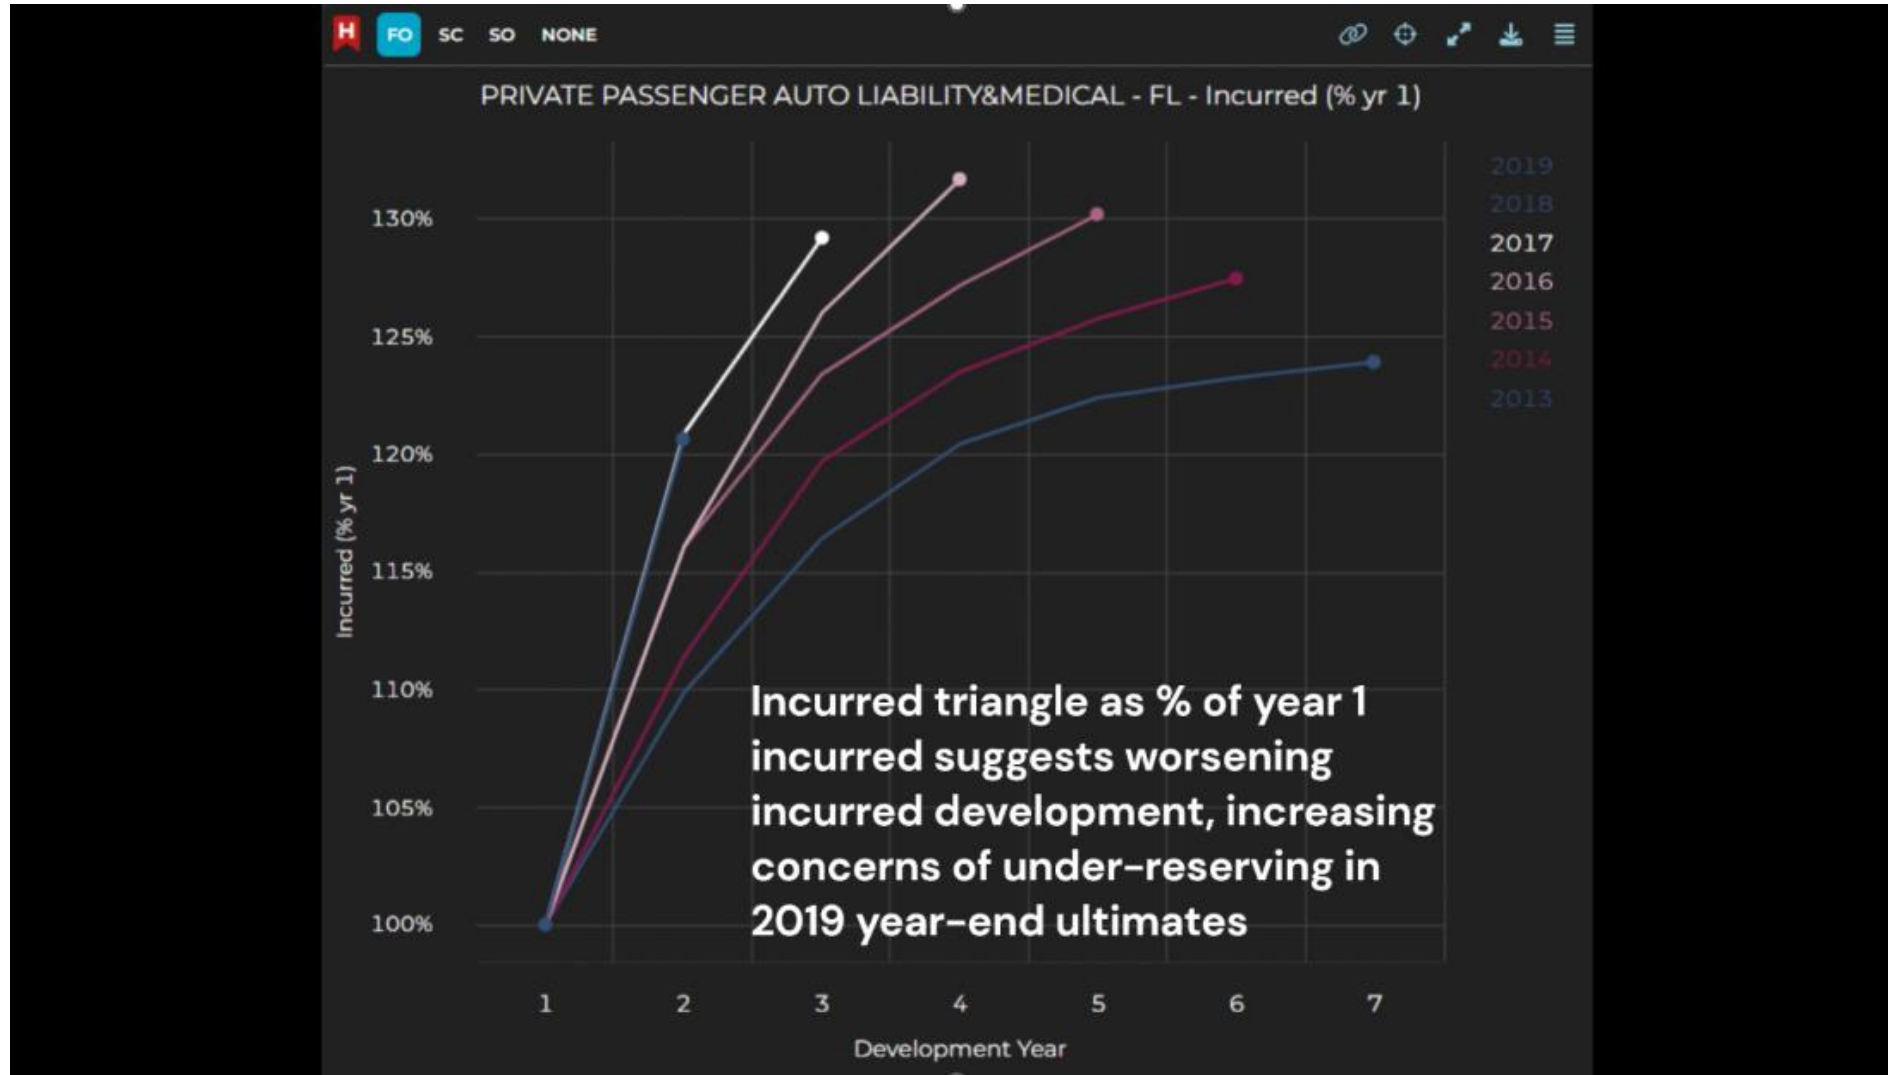 H FO SC SO NONE
PRIVATE PASSENGER AUTO LIABILITY&MEDICAL - FL - Incurred (% yr 1)
2019
2018
2017
2016
2015
2014
2013
130%
125%
120%
115%
110%
105%
100%
Incurred (% yr 1)
Incurred triangle as % of year 1
incurred suggests worsening
incurred development, increasing
concerns of under-reserving in
2019 year-end ultimates
1 2 3 4 5 6 7
Development Year